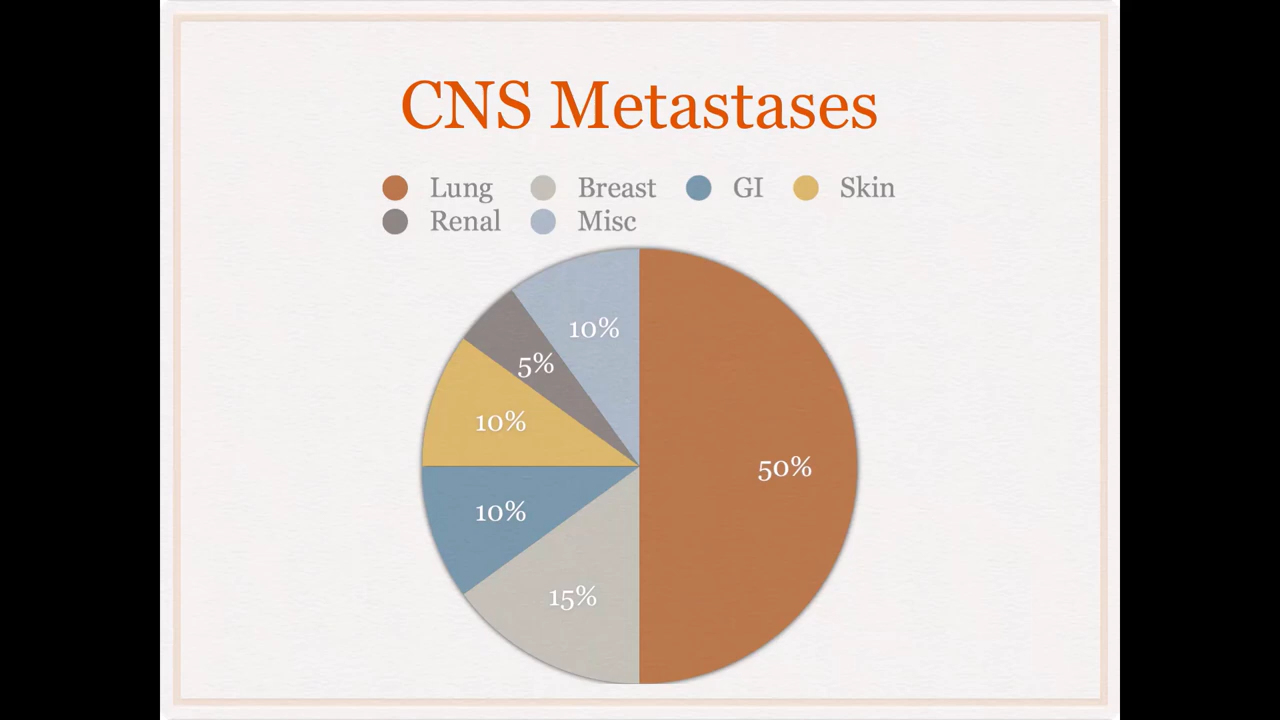 CNS Metastases
Lung Breast GI Skin
Renal Misc
10%
5%
10%
50%
10%
15%